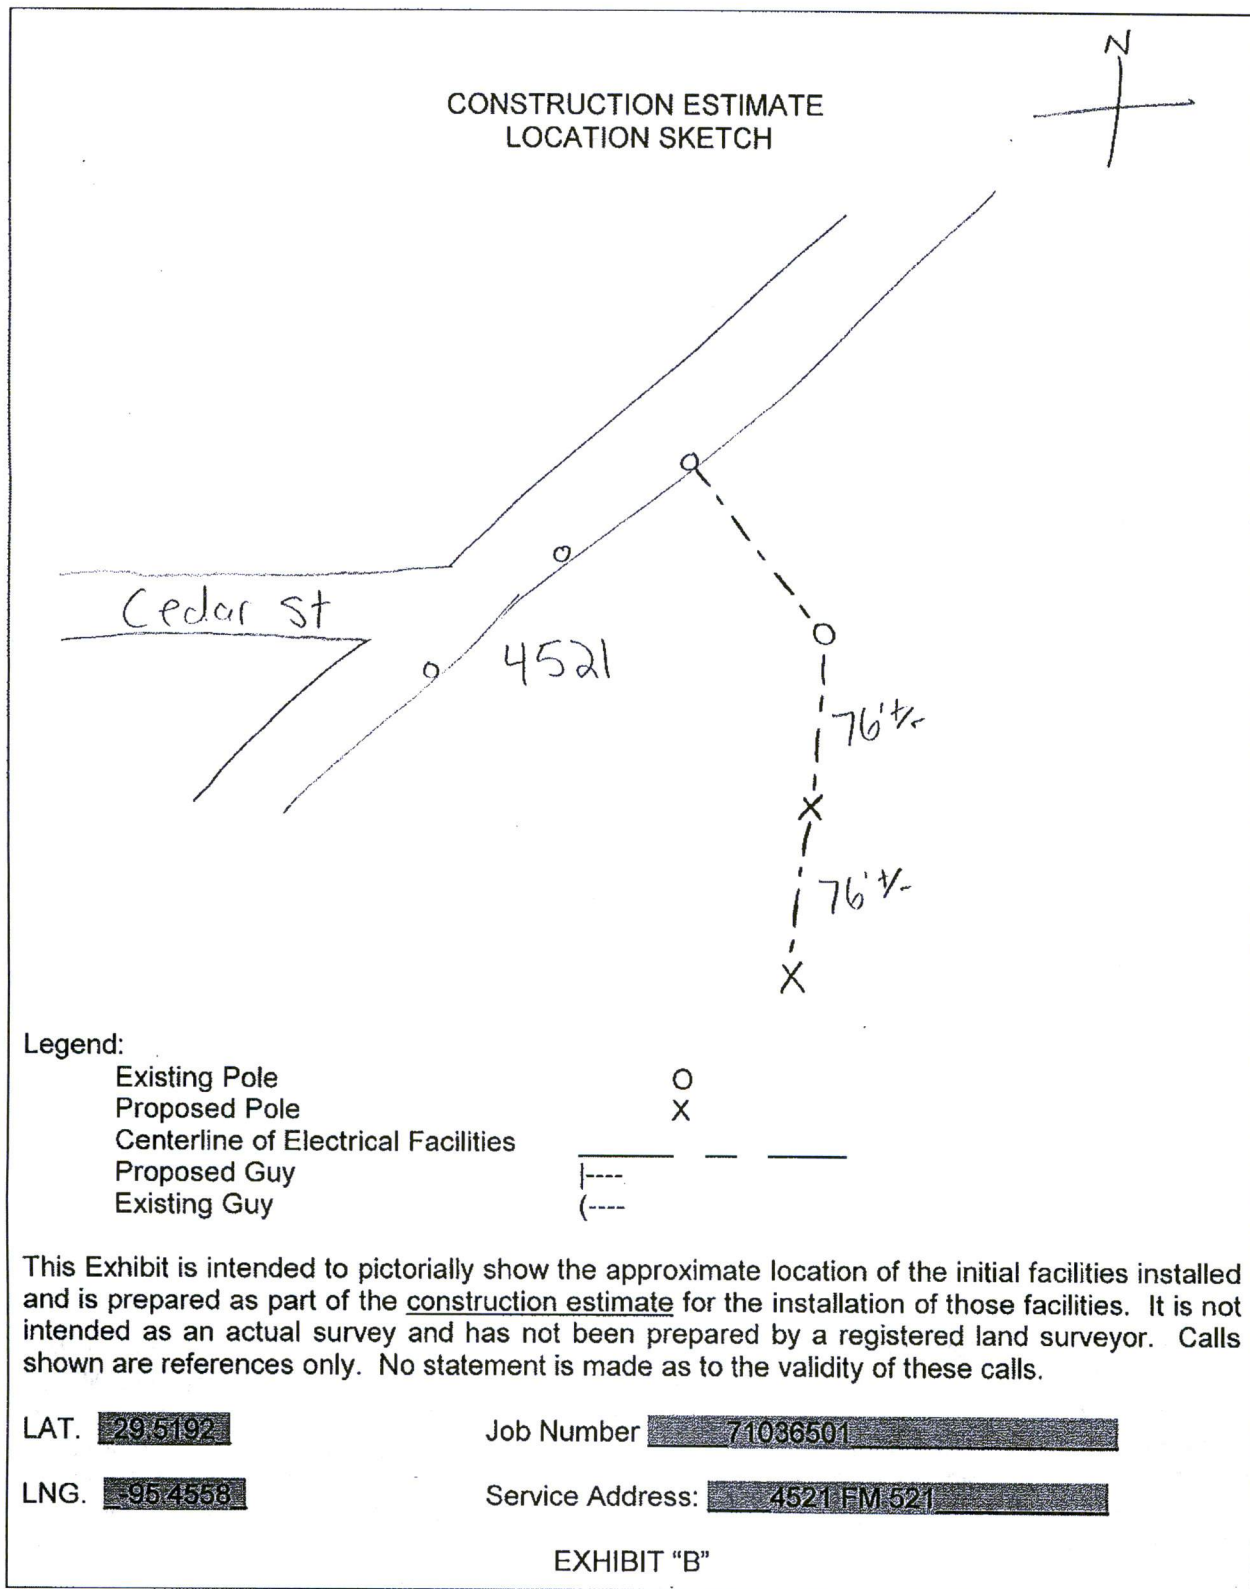 N
CONSTRUCTION ESTIMATE
LOCATION SKETCH
Cedar St
4521
76' +/-
76' +/-
Legend:
Existing Pole O
Proposed Pole X
Centerline of Electrical Facilities
Proposed Guy |----
Existing Guy (----
This Exhibit is intended to pictorially show the approximate location of the initial facilities installed
and is prepared as part of the construction estimate for the installation of those facilities. It is not
intended as an actual survey and has not been prepared by a registered land surveyor. Calls
shown are references only. No statement is made as to the validity of these calls.
LAT. 29.5192 Job Number 71036501
LNG. -95.4558 Service Address: 4521 FM 521
EXHIBIT “B”